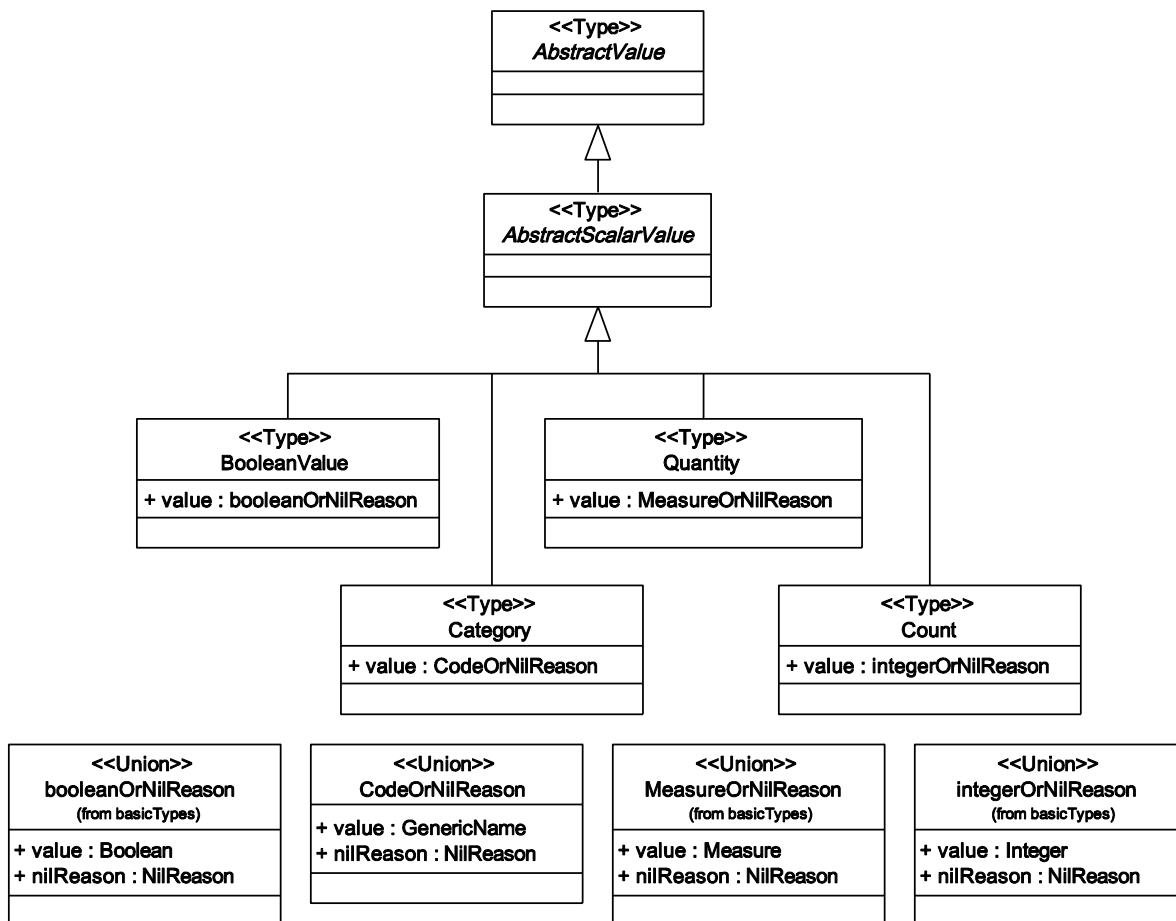 <<Type>>
AbstractValue
<<Type>>
AbstractScalarValue
<<Type>>
BooleanValue
+ value : booleanOrNilReason
<<Type>>
Quantity
+ value : MeasureOrNilReason
<<Type>>
Category
+ value : CodeOrNilReason
<<Type>>
Count
+ value : integerOrNilReason
<<Union>>
booleanOrNilReason
(from basicTypes)
+ value : Boolean
+ nilReason : NilReason
<<Union>>
CodeOrNilReason
+ value : GenericName
+ nilReason : NilReason
<<Union>>
MeasureOrNilReason
(from basicTypes)
+ value : Measure
+ nilReason : NilReason
<<Union>>
integerOrNilReason
(from basicTypes)
+ value : Integer
+ nilReason : NilReason